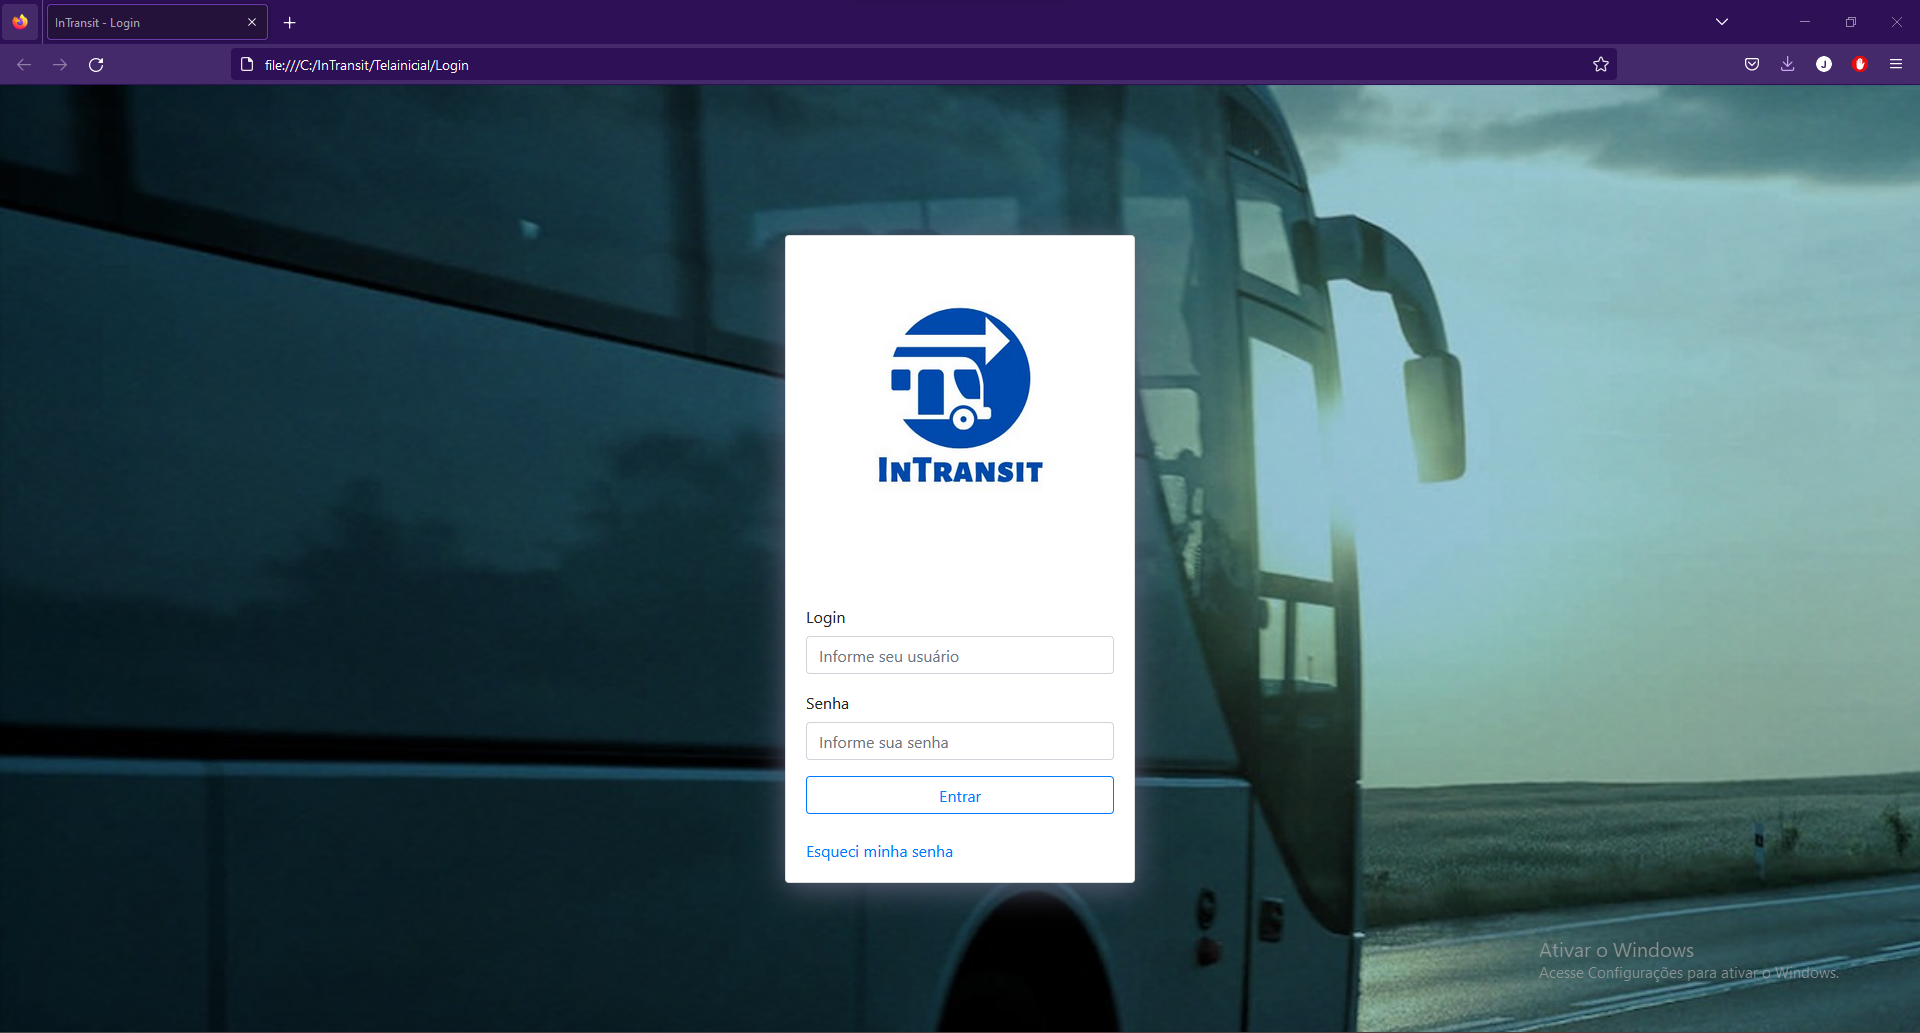 InTransit - Login
file:///C:/InTransit/Telainicial/Login
J
INTRANSIT
Login
Informe seu usuário
Senha
Informe sua senha
Entrar
Esqueci minha senha
Ativar o Windows
Acesse Configurações para ativar o Windows.